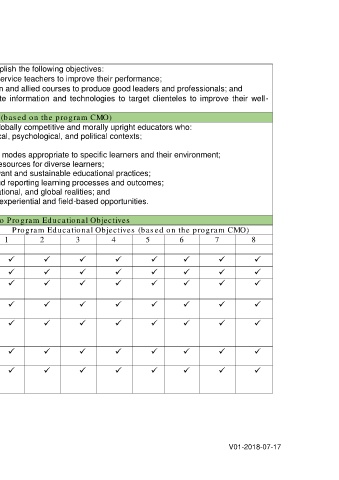 plish the following objectives:
ervice teachers to improve their performance;
n and allied courses to produce good leaders and professionals; and
te information and technologies to target clienteles to improve their well-
(based on the program CMO)
lobally competitive and morally upright educators who:
cal, psychological, and political contexts;
modes appropriate to specific learners and their environment;
esources for diverse learners;
vant and sustainable educational practices;
nd reporting learning processes and outcomes;
ational, and global realities; and
experiential and field-based opportunities.
o Program Educational Objectives
Program Educational Objectives (based on the program CMO)
1 2 3 4 5 6 7 8
✓ ✓ ✓ ✓ ✓ ✓ ✓ ✓
✓ ✓ ✓ ✓ ✓ ✓ ✓ ✓
✓ ✓ ✓ ✓ ✓ ✓ ✓ ✓
✓ ✓ ✓ ✓ ✓ ✓ ✓ ✓
✓ ✓ ✓ ✓ ✓ ✓ ✓ ✓
✓ ✓ ✓ ✓ ✓ ✓ ✓ ✓
✓ ✓ ✓ ✓ ✓ ✓ ✓ ✓
V01-2018-07-17